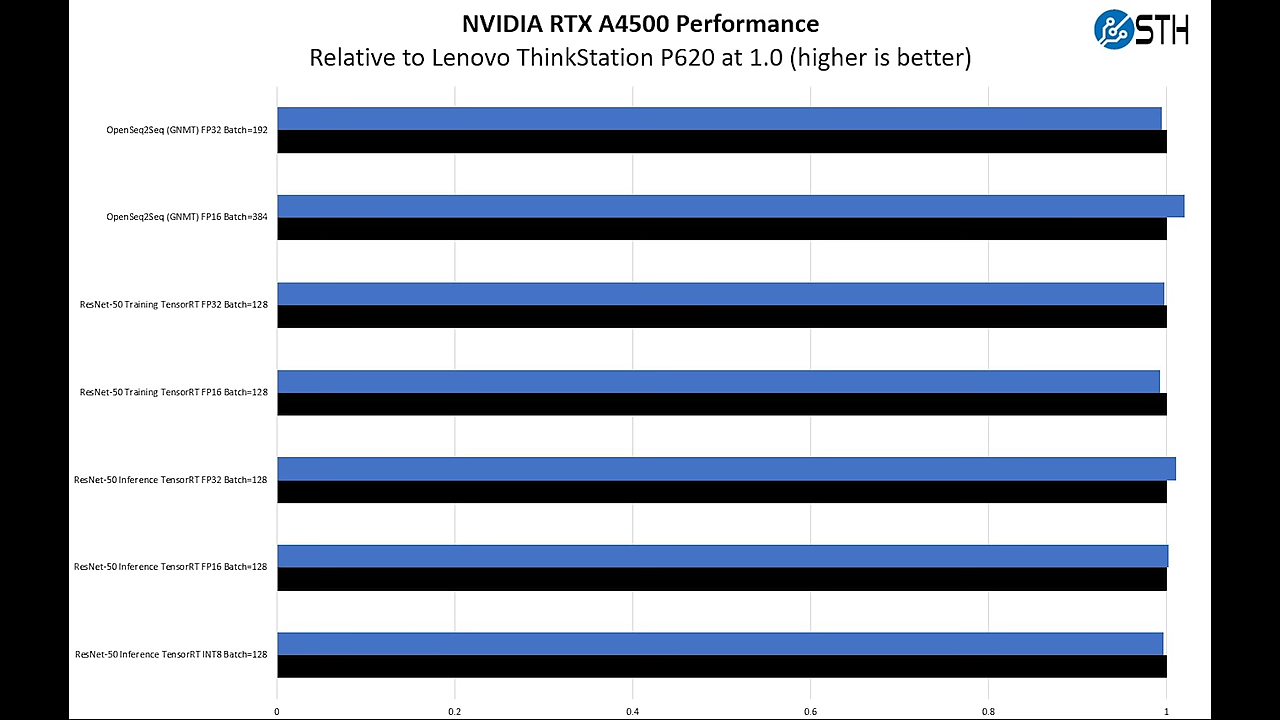 NVIDIA RTX A4500 Performance
Relative to Lenovo ThinkStation P620 at 1.0 (higher is better)
STH
OpenSeq2Seq (GNMT) FP32 Batch=192
OpenSeq2Seq (GNMT) FP16 Batch=384
ResNet-50 Training TensorRT FP32 Batch=128
ResNet-50 Training TensorRT FP16 Batch=128
ResNet-50 Inference TensorRT FP32 Batch=128
ResNet-50 Inference TensorRT FP16 Batch=128
ResNet-50 Inference TensorRT INT8 Batch=128
0 0.2 0.4 0.6 0.8 1